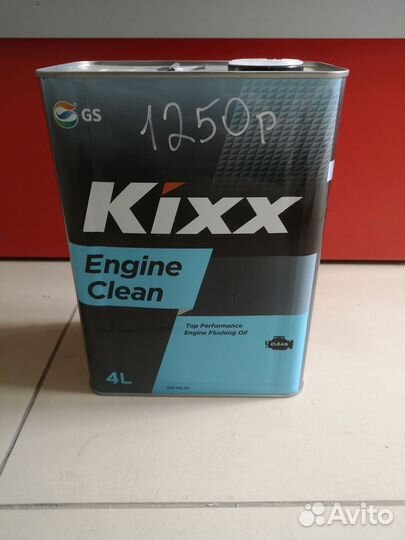 GS
1250р
Kixx
Engine
Clean
Top Performance
Engine Flushing Oil
CLEAN
4L
Avito